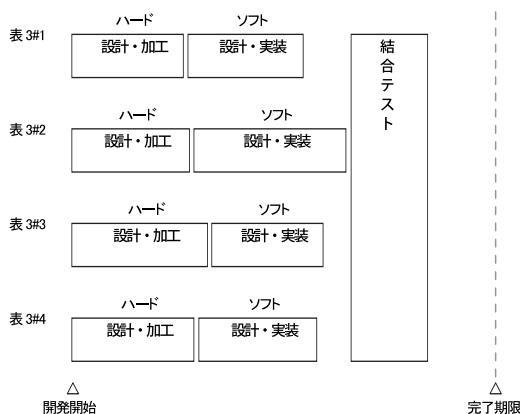 ハード ソフト
表 3#1
設計・加工 設計・実装
結合テスト
ハード ソフト
表 3#2
設計・加工 設計・実装
ハード ソフト
表 3#3
設計・加工 設計・実装
ハード ソフト
表 3#4
設計・加工 設計・実装
△ △
開発開始 完了期限